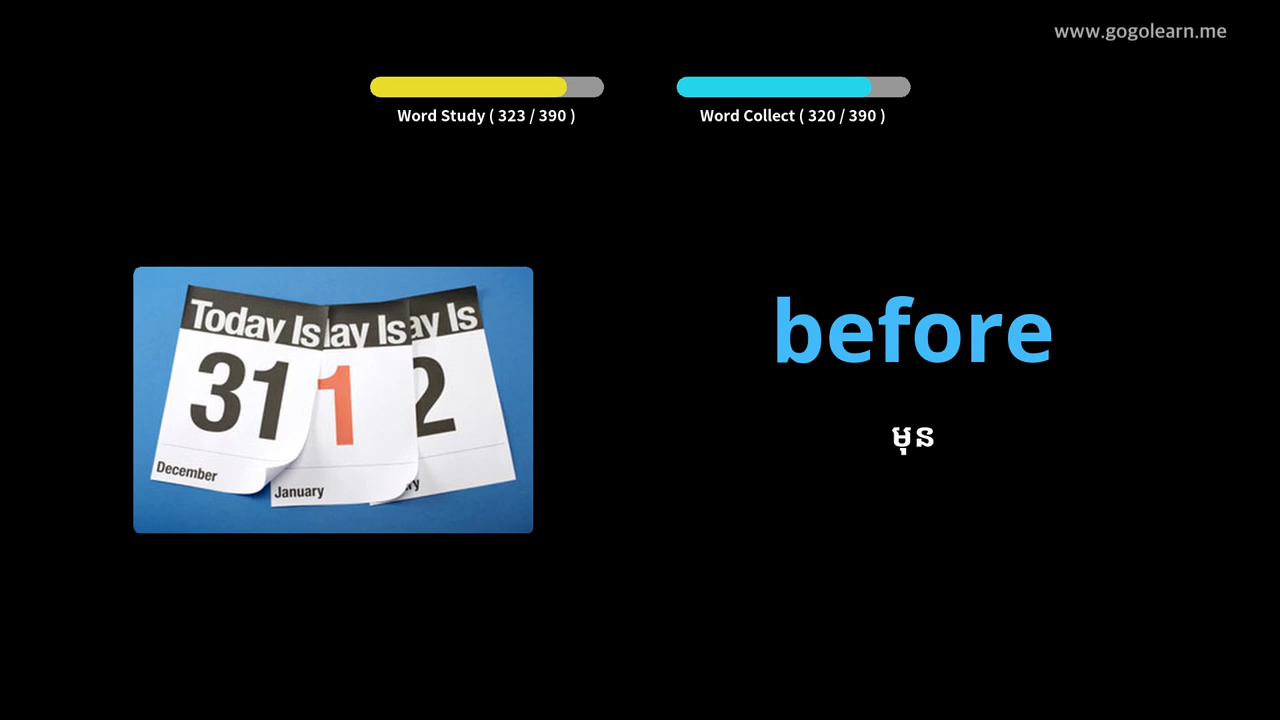 www.gogolearn.me
Word Study ( 323 / 390 )
Word Collect ( 320 / 390 )
Today Is
ay Is
ay Is
31
1
2
December
January
ry
before
មុន